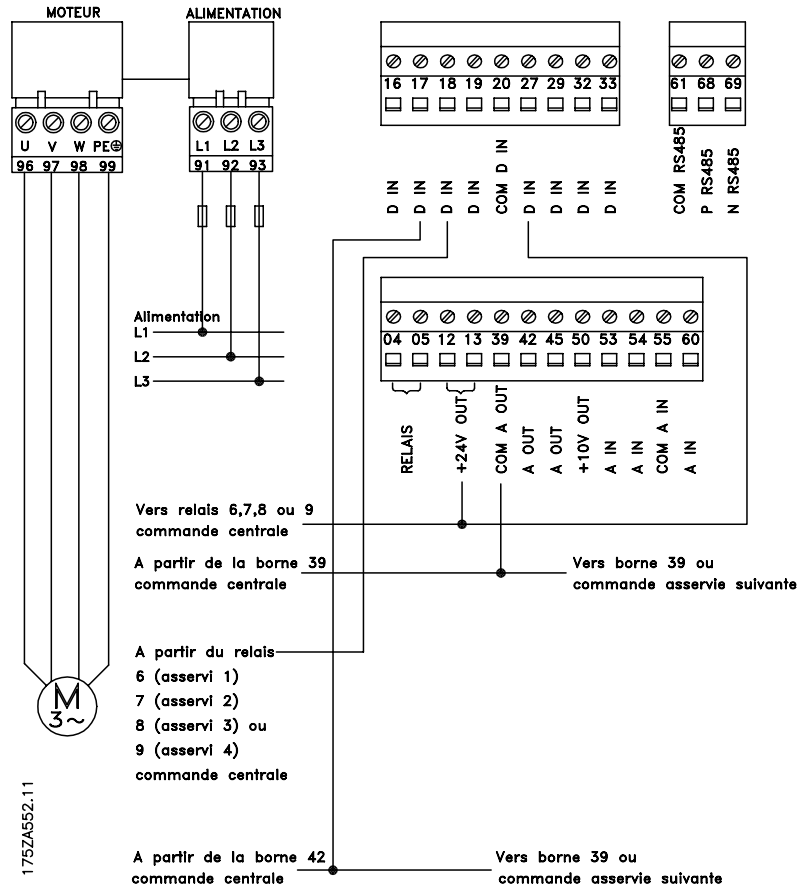 MOTEUR
ALIMENTATION
U V W PE
96 97 98 99
L1 L2 L3
91 92 93
16 17 18 19 20 27 29 32 33
D IN
D IN
D IN
D IN
COM D IN
D IN
D IN
D IN
D IN
61 68 69
COM RS485
P RS485
N RS485
Alimentation
L1
L2
L3
04 05 12 13 39 42 45 50 53 54 55 60
RELAIS
+24V OUT
COM A OUT
A OUT
A OUT
+10V OUT
A IN
A IN
COM A IN
A IN
Vers relais 6,7,8 ou 9
commande centrale
A partir de la borne 39
commande centrale
Vers borne 39 ou
commande asservie suivante
A partir du relais
6 (asservi 1)
7 (asservi 2)
8 (asservi 3) ou
9 (asservi 4)
commande centrale
M
3~
175ZA552.11
A partir de la borne 42
commande centrale
Vers borne 39 ou
commande asservie suivante